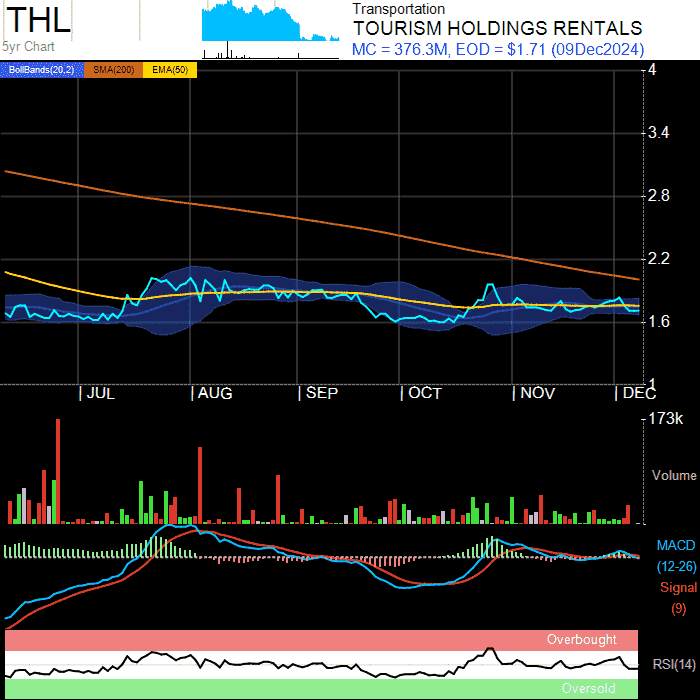 THL
5yr Chart
Transportation
TOURISM HOLDINGS RENTALS
MC = 376.3M, EOD = $1.71 (09Dec2024)
BollBands(20,2) SMA(200) EMA(50)
4
3.4
2.8
2.2
1.6
1
| JUL | AUG | SEP | OCT | NOV | DEC
173k
Volume
MACD
(12-26)
Signal
(9)
Overbought
RSI(14)
Oversold